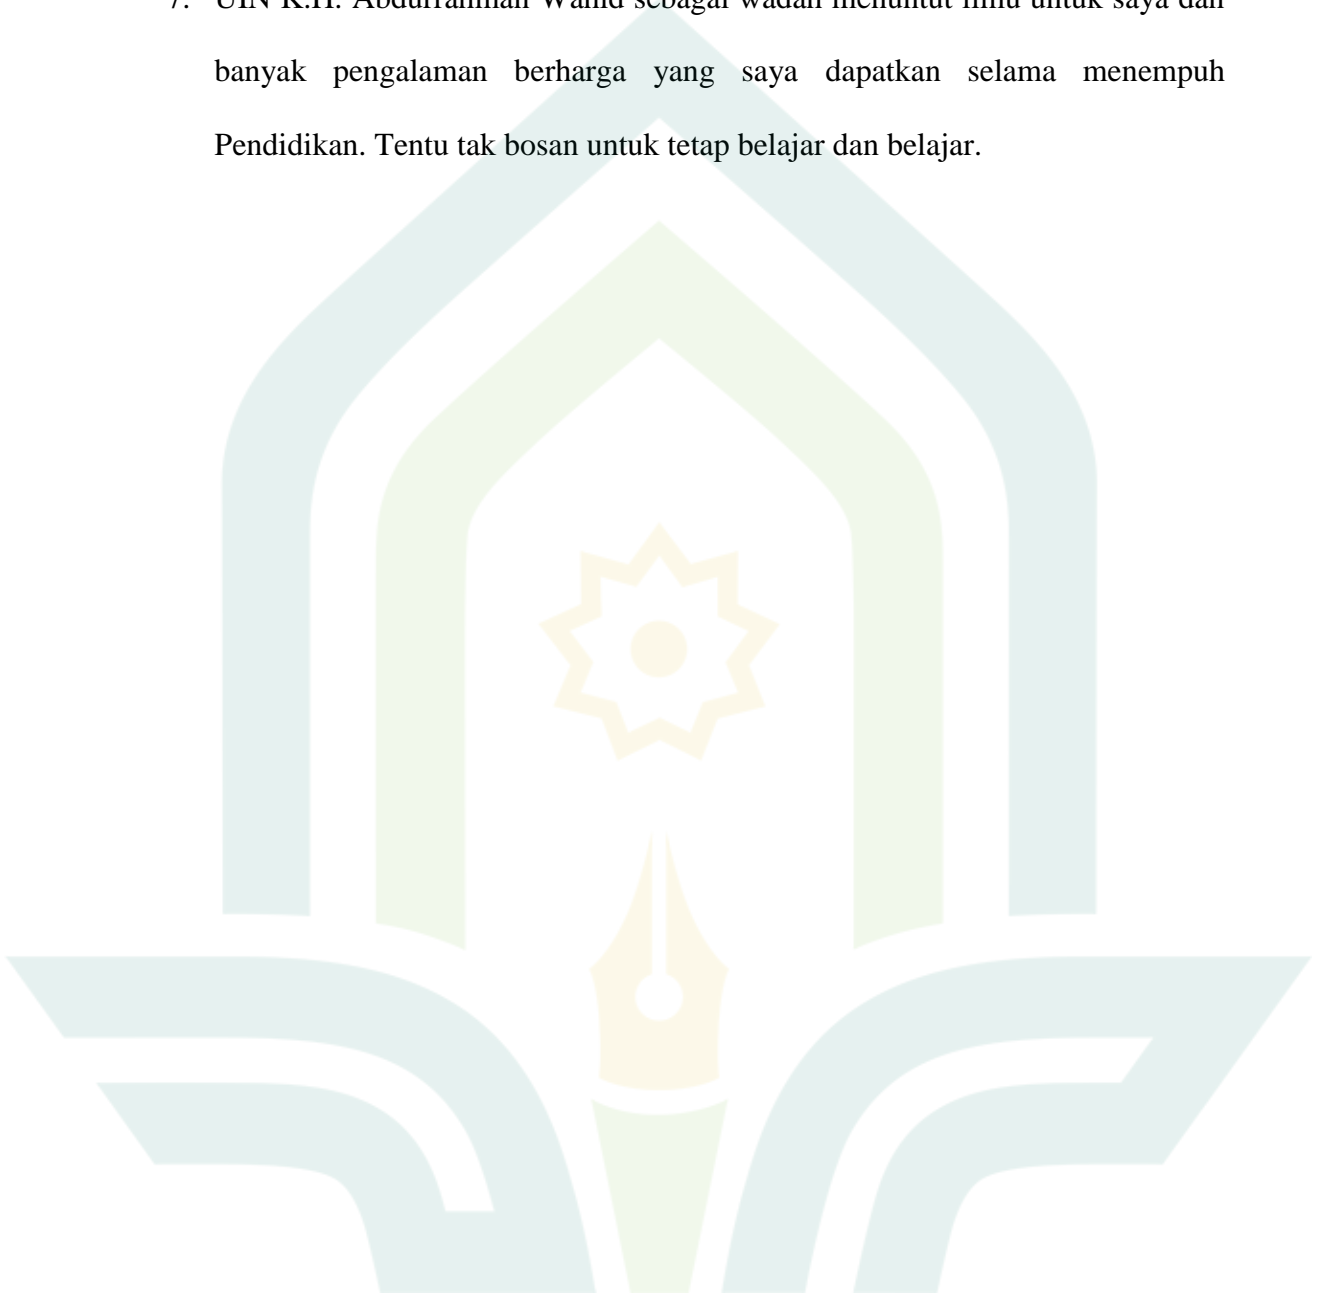 7. UIN K.H. Abdurrahman Wahid sebagai wadah menuntut ilmu untuk saya dan
banyak pengalaman berharga yang saya dapatkan selama menempuh
Pendidikan. Tentu tak bosan untuk tetap belajar dan belajar.